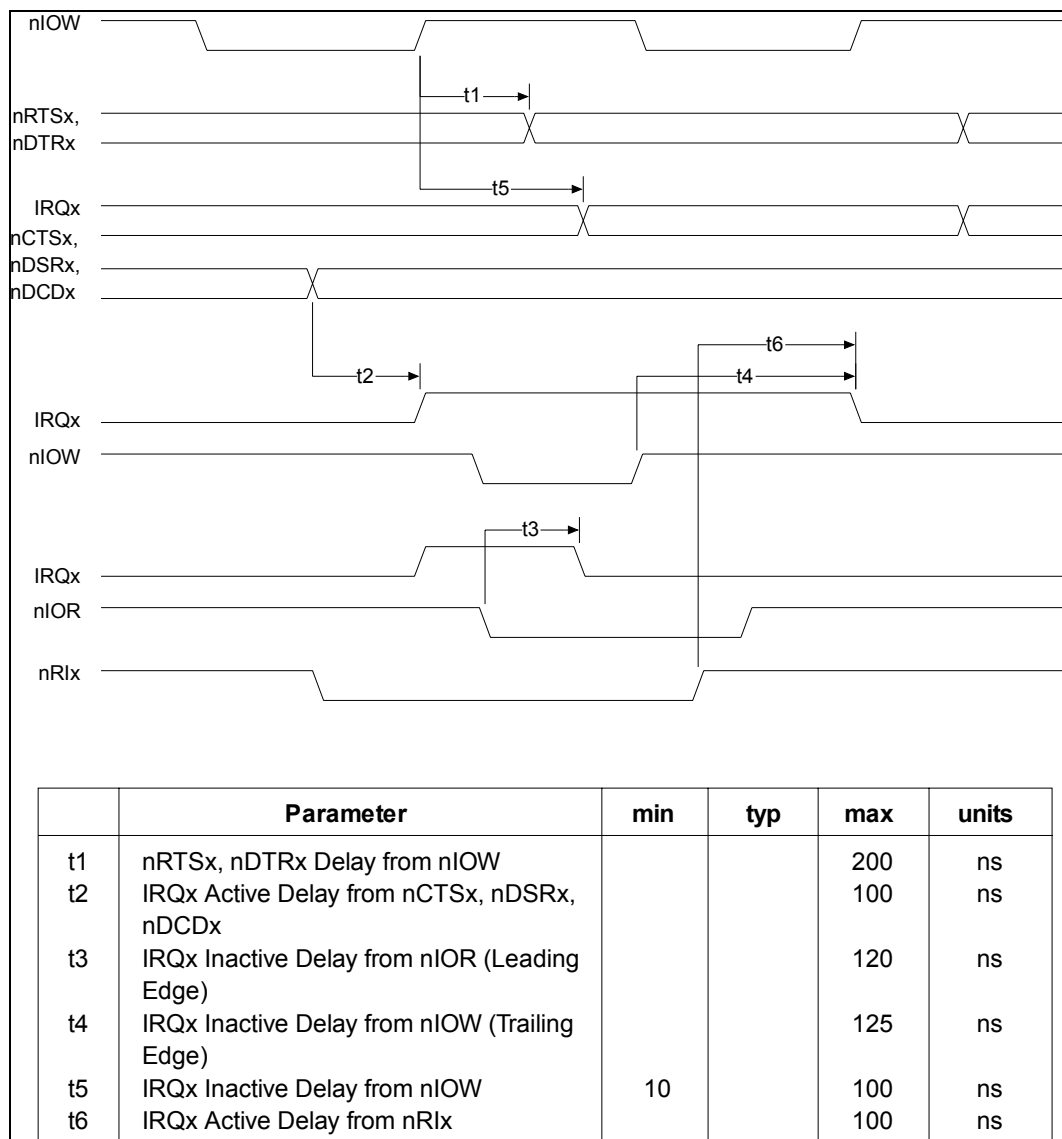 nIOW
t1
nRTSx,
nDTRx
t5
IRQx
nCTSx,
nDSRx,
nDCDx
t6
t2
t4
IRQx
nIOW
t3
IRQx
nIOR
nRIx
Parameter min typ max units
t1 nRTSx, nDTRx Delay from nIOW 200 ns
t2 IRQx Active Delay from nCTSx, nDSRx, 100 ns
nDCDx
t3 IRQx Inactive Delay from nIOR (Leading 120 ns
Edge)
t4 IRQx Inactive Delay from nIOW (Trailing 125 ns
Edge)
t5 IRQx Inactive Delay from nIOW 10 100 ns
t6 IRQx Active Delay from nRIx 100 ns